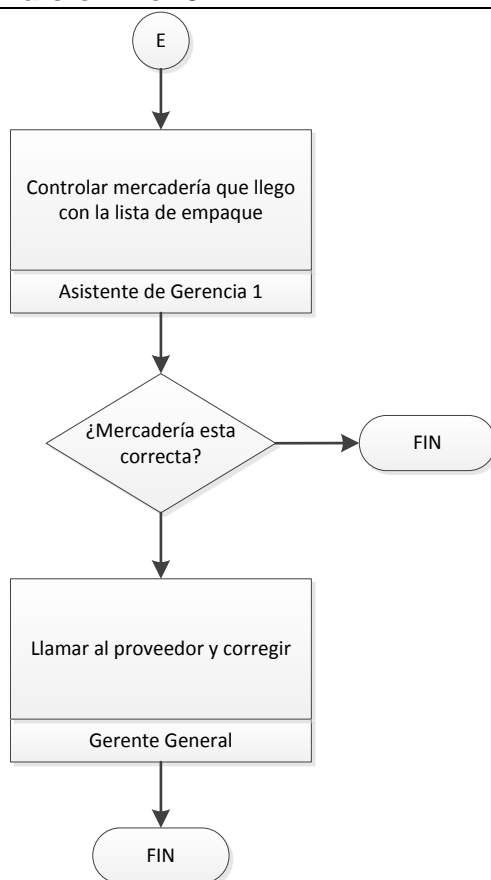 E
Controlar mercadería que llego
con la lista de empaque
Asistente de Gerencia 1
¿Mercadería esta
correcta?
FIN
Llamar al proveedor y corregir
Gerente General
FIN